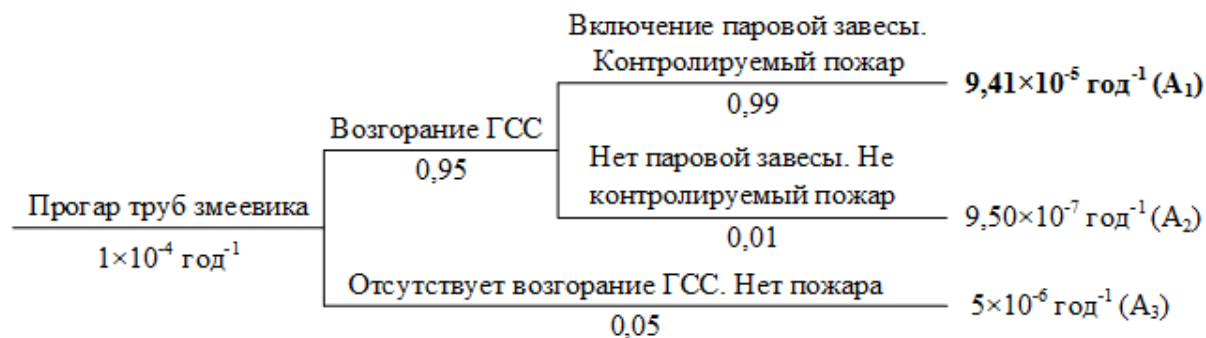 Включение паровой завесы.
Контролируемый пожар
9,41×10⁻⁵ год⁻¹ (А₁)
0,99
Возгорание ГСС
0,95
Нет паровой завесы. Не
контролируемый пожар
9,50×10⁻⁷ год⁻¹ (А₂)
0,01
Прогар труб змеевика
1×10⁻⁴ год⁻¹
Отсутствует возгорание ГСС. Нет пожара
5×10⁻⁶ год⁻¹ (А₃)
0,05